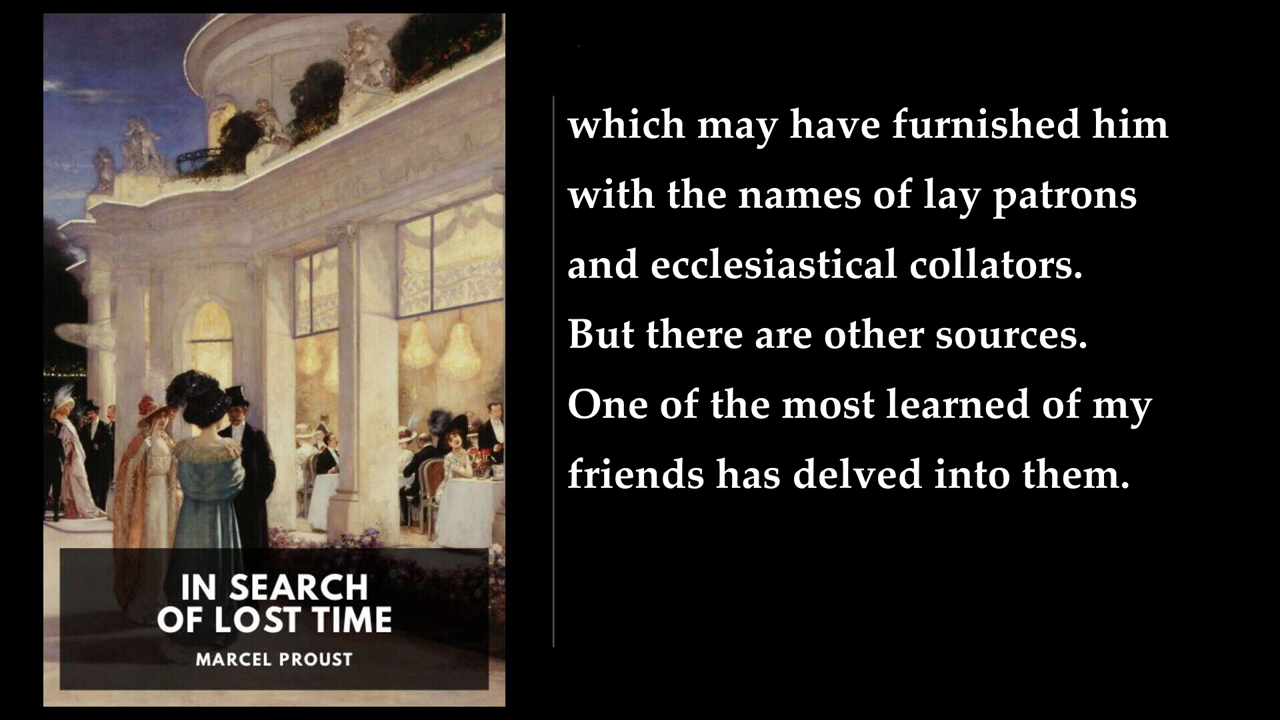 IN SEARCH
OF LOST TIME
MARCEL PROUST
which may have furnished him
with the names of lay patrons
and ecclesiastical collators.
But there are other sources.
One of the most learned of my
friends has delved into them.